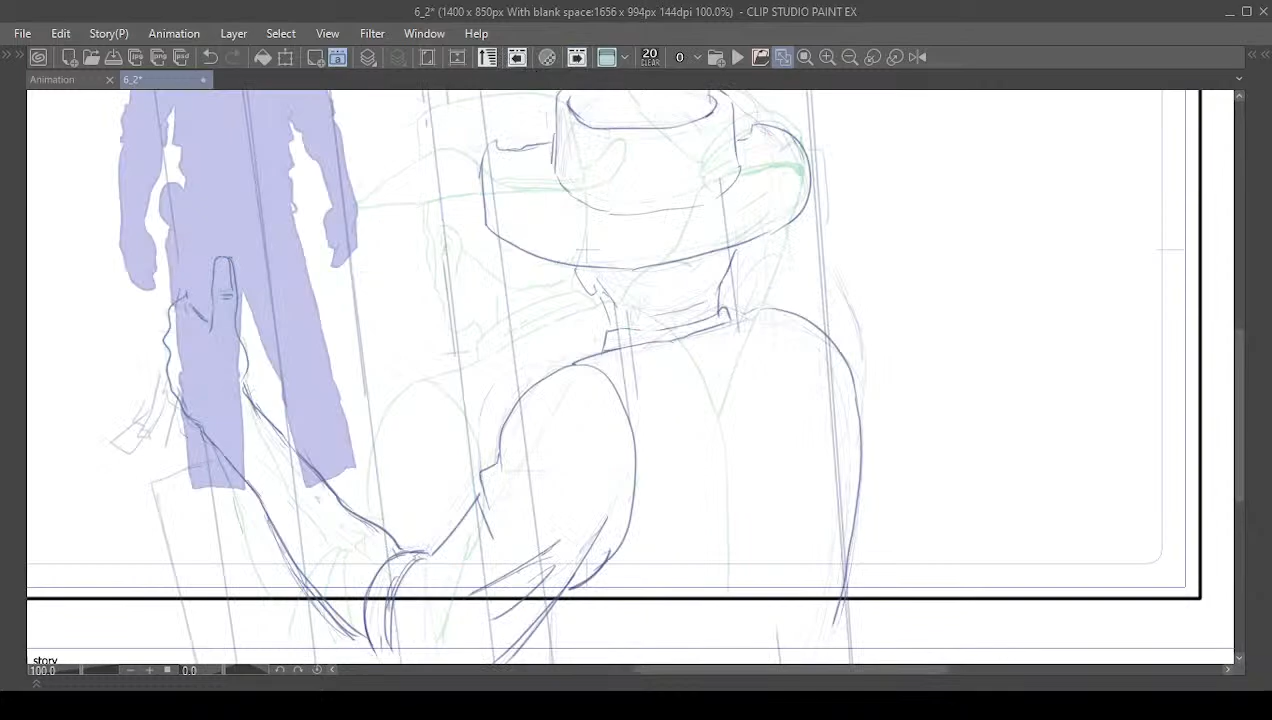 6_2* (1400 x 850px With blank space:1656 x 994px 144dpi 100.0%)  - CLIP STUDIO PAINT EX
File Edit Story(P) Animation Layer Select View Filter Window Help
20 CLEAR 0
Animation 6_2*
story
100.0 0.0